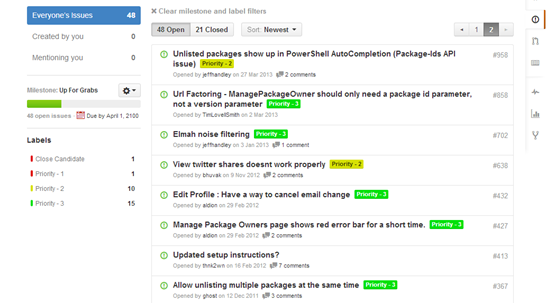 Everyone's Issues 48
Created by you 0
Mentioning you 0
Milestone: Up For Grabs
48 open issues · Due by April 1, 2100
Labels
Close Candidate 1
Priority - 1 1
Priority - 2 10
Priority - 3 15
Clear milestone and label filters
48 Open 21 Closed Sort: Newest
1 2
Unlisted packages show up in PowerShell AutoCompletion (Package-Ids API
issue) Priority - 2 #958
Opened by jeffhandley on 27 Mar 2013 2 comments
Url Factoring - ManagePackageOwner should only need a package id parameter,
not a version parameter Priority - 3 #858
Opened by TimLovellSmith on 2 Mar 2013
Elmah noise filtering Priority - 3 #702
Opened by jeffhandley on 3 Jan 2013 1 comment
View twitter shares doesnt work properly Priority - 2 #638
Opened by bhuvak on 9 Nov 2012 2 comments
Edit Profile : Have a way to cancel email change Priority - 3 #432
Opened by aidion on 29 Feb 2012
Manage Package Owners page shows red error bar for a short time. Priority - 3 #427
Opened by aidion on 29 Feb 2012 2 comments
Updated setup instructions? #413
Opened by thnk2wn on 16 Feb 2012 7 comments
Allow unlisting multiple packages at the same time Priority - 3 #367
Opened by ghost on 12 Dec 2011 3 comments